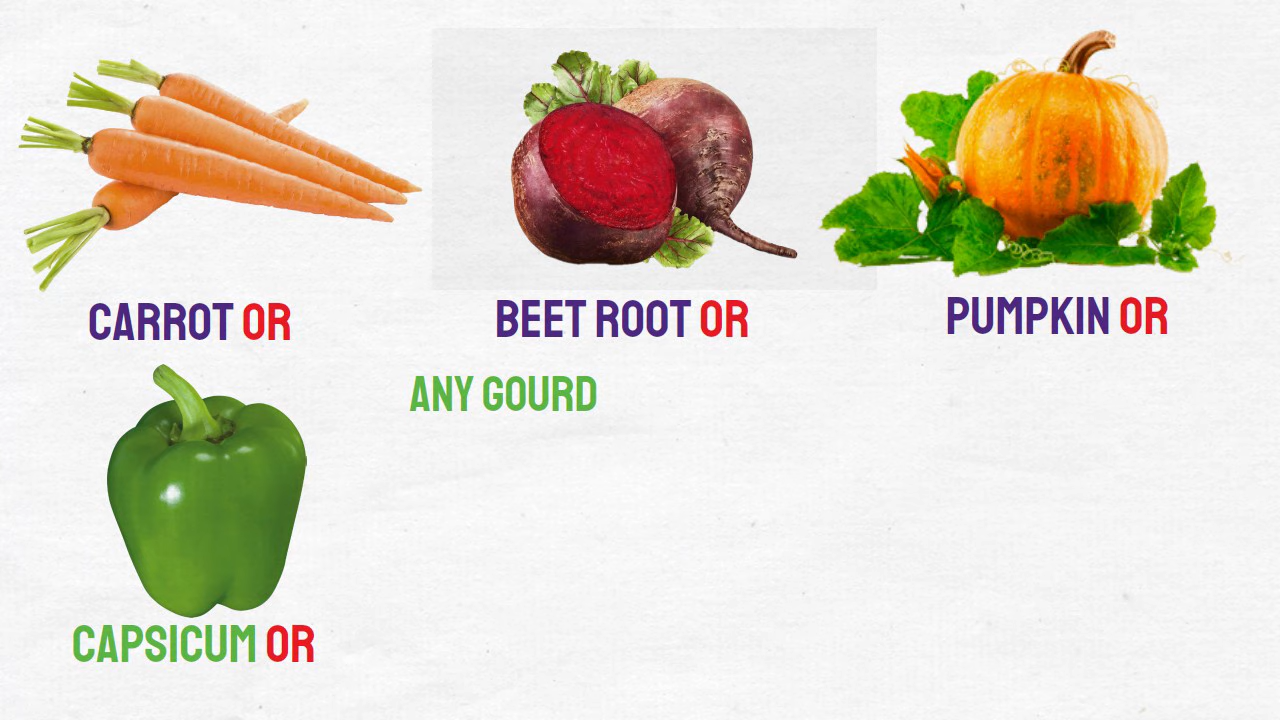 CARROT OR
BEET ROOT OR
PUMPKIN OR
ANY GOURD
CAPSICUM OR